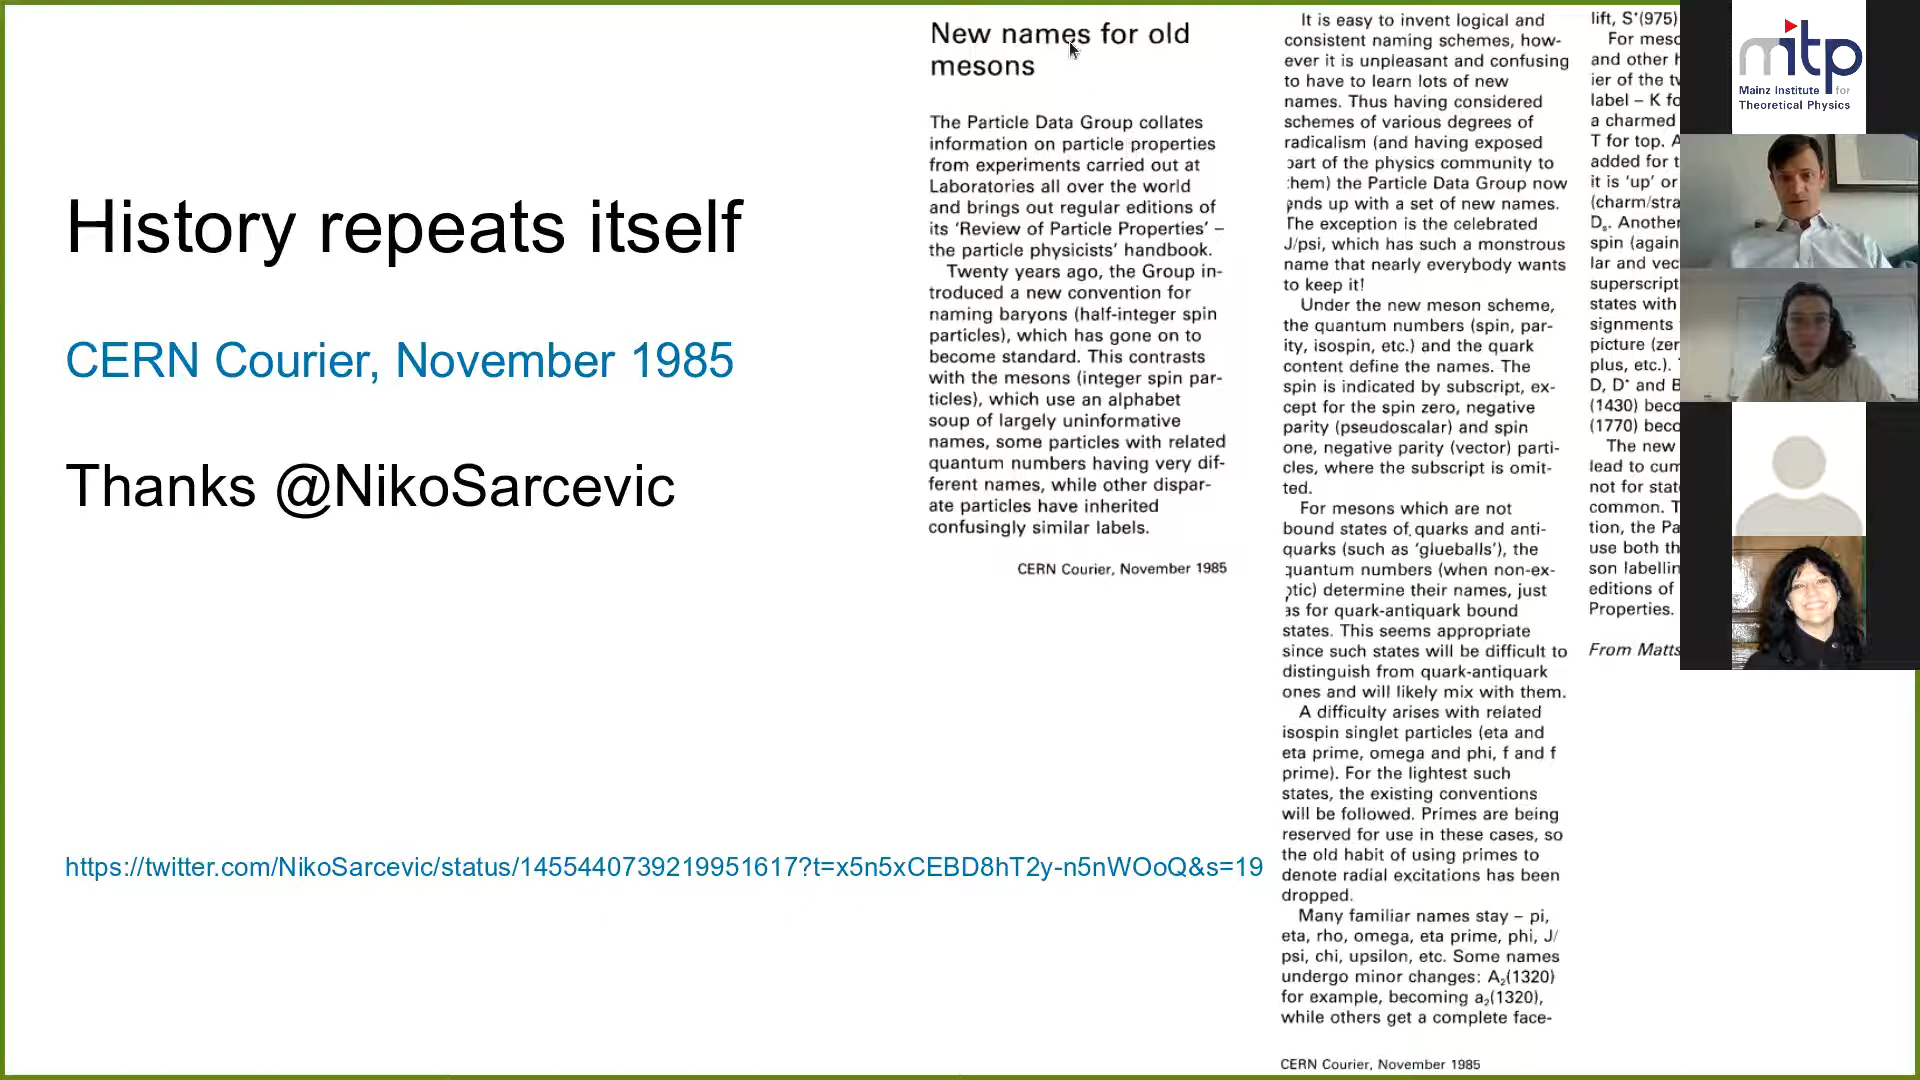 History repeats itself
CERN Courier, November 1985
Thanks @NikoSarcevic
https://twitter.com/NikoSarcevic/status/1455440739219951617?t=x5n5xCEBD8hT2y-n5nWOoQ&s=19
New names for old
mesons
The Particle Data Group collates
information on particle properties
from experiments carried out at
Laboratories all over the world
and brings out regular editions of
its ‘Review of Particle Properties’ –
the particle physicists’ handbook.
Twenty years ago, the Group in-
troduced a new convention for
naming baryons (half-integer spin
particles), which has gone on to
become standard. This contrasts
with the mesons (integer spin par-
ticles), which use an alphabet
soup of largely uninformative
names, some particles with related
quantum numbers having very dif-
ferent names, while other dispar-
ate particles have inherited
confusingly similar labels.
CERN Courier, November 1985
It is easy to invent logical and
consistent naming schemes, how-
ever it is unpleasant and confusing
to have to learn lots of new
names. Thus having considered
schemes of various degrees of
radicalism (and having exposed
part of the physics community to
them) the Particle Data Group now
ends up with a set of new names.
The exception is the celebrated
J/psi, which has such a monstrous
name that nearly everybody wants
to keep it!
Under the new meson scheme,
the quantum numbers (spin, par-
ity, isospin, etc.) and the quark
content define the names. The
spin is indicated by subscript, ex-
cept for the spin zero, negative
parity (pseudoscalar) and spin
one, negative parity (vector) parti-
cles, where the subscript is omit-
ted.
For mesons which are not
bound states of quarks and anti-
quarks (such as ‘glueballs’), the
quantum numbers (when non-ex-
otic) determine their names, just
as for quark-antiquark bound
states. This seems appropriate
since such states will be difficult to
distinguish from quark-antiquark
ones and will likely mix with them.
A difficulty arises with related
isospin singlet particles (eta and
eta prime, omega and phi, f and f
prime). For the lightest such
states, the existing conventions
will be followed. Primes are being
reserved for use in these cases, so
the old habit of using primes to
denote radial excitations has been
dropped.
Many familiar names stay – pi,
eta, rho, omega, eta prime, phi, J/
psi, chi, upsilon, etc. Some names
undergo minor changes: A₂(1320)
for example, becoming a₂(1320),
while others get a complete face-
CERN Courier, November 1985
lift, S*(975)
For meso
and other h
ier of the tw
label – K fo
a charmed
T for top. A
added for t
it is ‘up’ or
(charm/stra
Dₛ. Another
spin (again
lar and vec
superscript
states with
signments
picture (zer
plus, etc.).
D, D* and B
(1430) beco
(1770) beco
The new
lead to cum
not for stat
common. T
tion, the Pa
use both th
son labellin
editions of
Properties.
From Matts
mitp
Mainz Institute for
Theoretical Physics